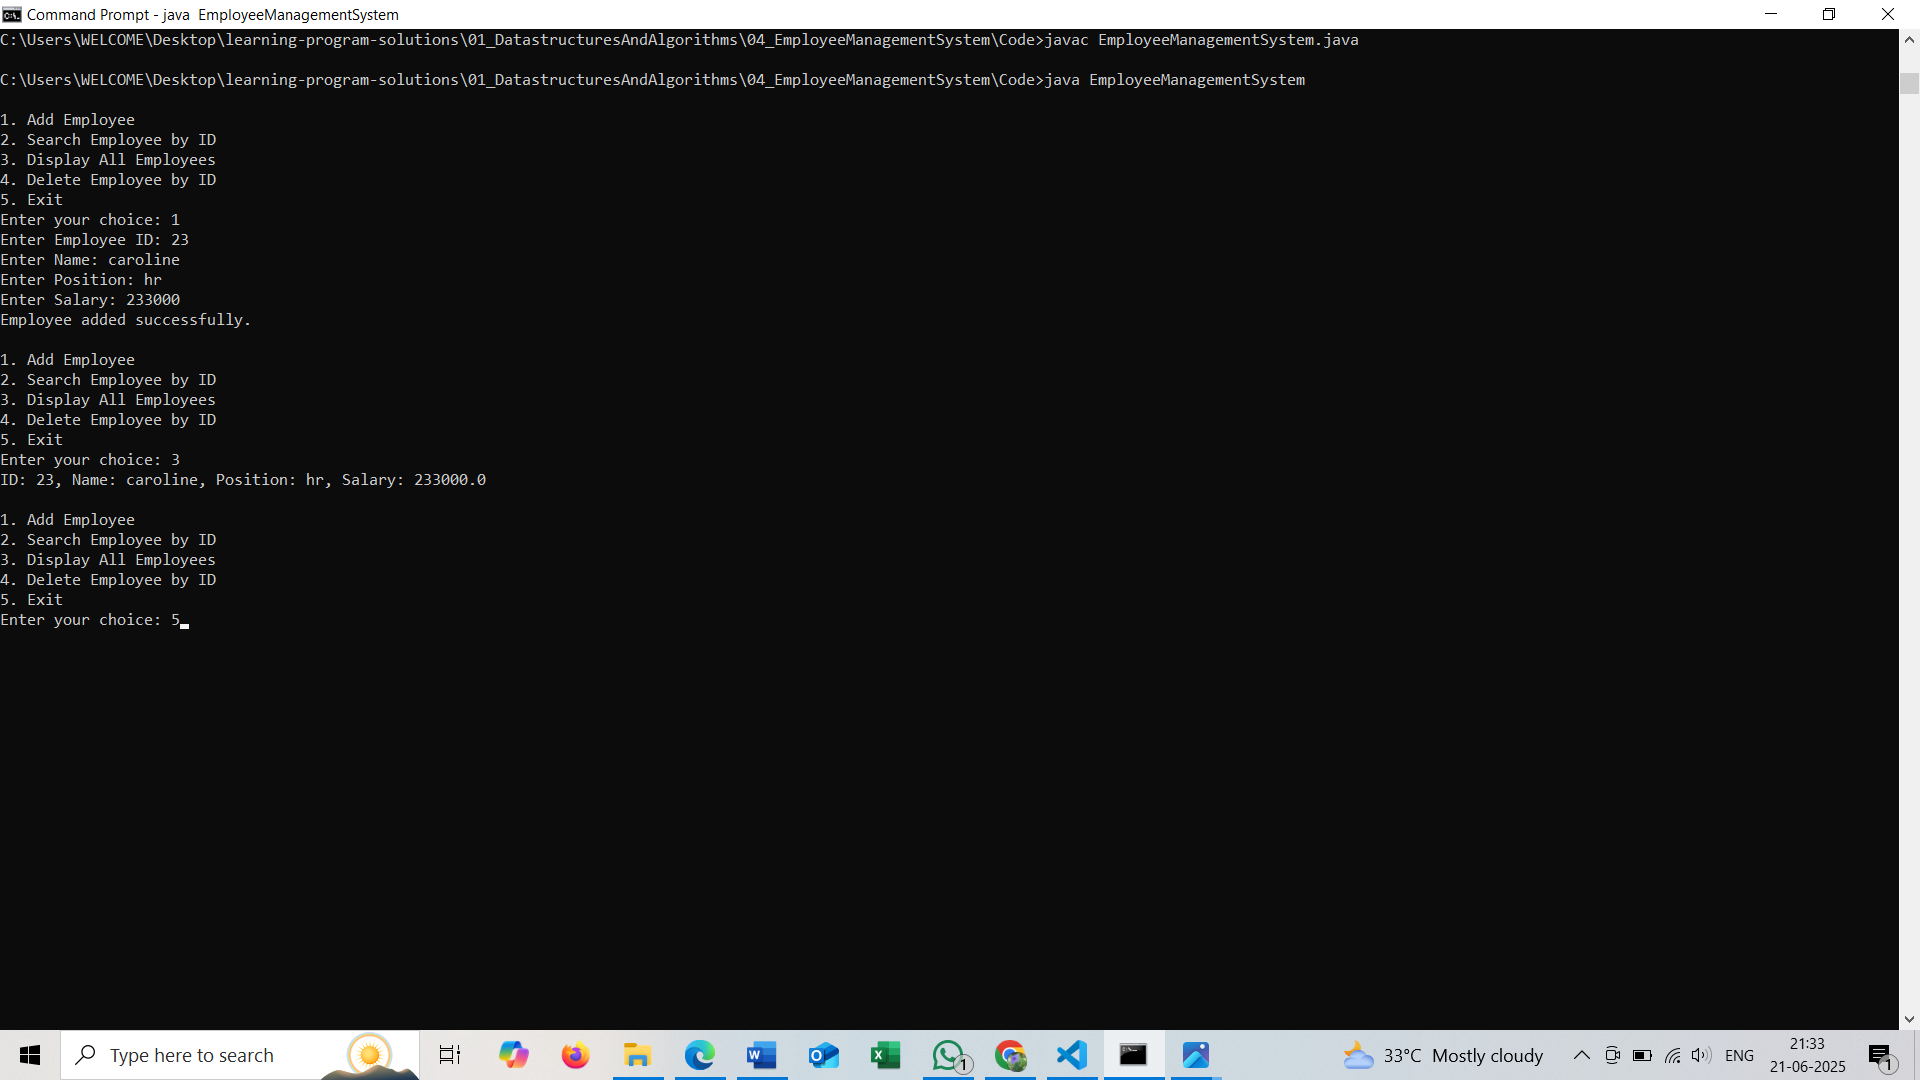 Command Prompt - java  EmployeeManagementSystem
C:\Users\WELCOME\Desktop\learning-program-solutions\01_DatastructuresAndAlgorithms\04_EmployeeManagementSystem\Code>javac EmployeeManagementSystem.java
C:\Users\WELCOME\Desktop\learning-program-solutions\01_DatastructuresAndAlgorithms\04_EmployeeManagementSystem\Code>java EmployeeManagementSystem
1. Add Employee
2. Search Employee by ID
3. Display All Employees
4. Delete Employee by ID
5. Exit
Enter your choice: 1
Enter Employee ID: 23
Enter Name: caroline
Enter Position: hr
Enter Salary: 233000
Employee added successfully.
1. Add Employee
2. Search Employee by ID
3. Display All Employees
4. Delete Employee by ID
5. Exit
Enter your choice: 3
ID: 23, Name: caroline, Position: hr, Salary: 233000.0
1. Add Employee
2. Search Employee by ID
3. Display All Employees
4. Delete Employee by ID
5. Exit
Enter your choice: 5
Type here to search
1
33°C Mostly cloudy
ENG
21:33
21-06-2025
1